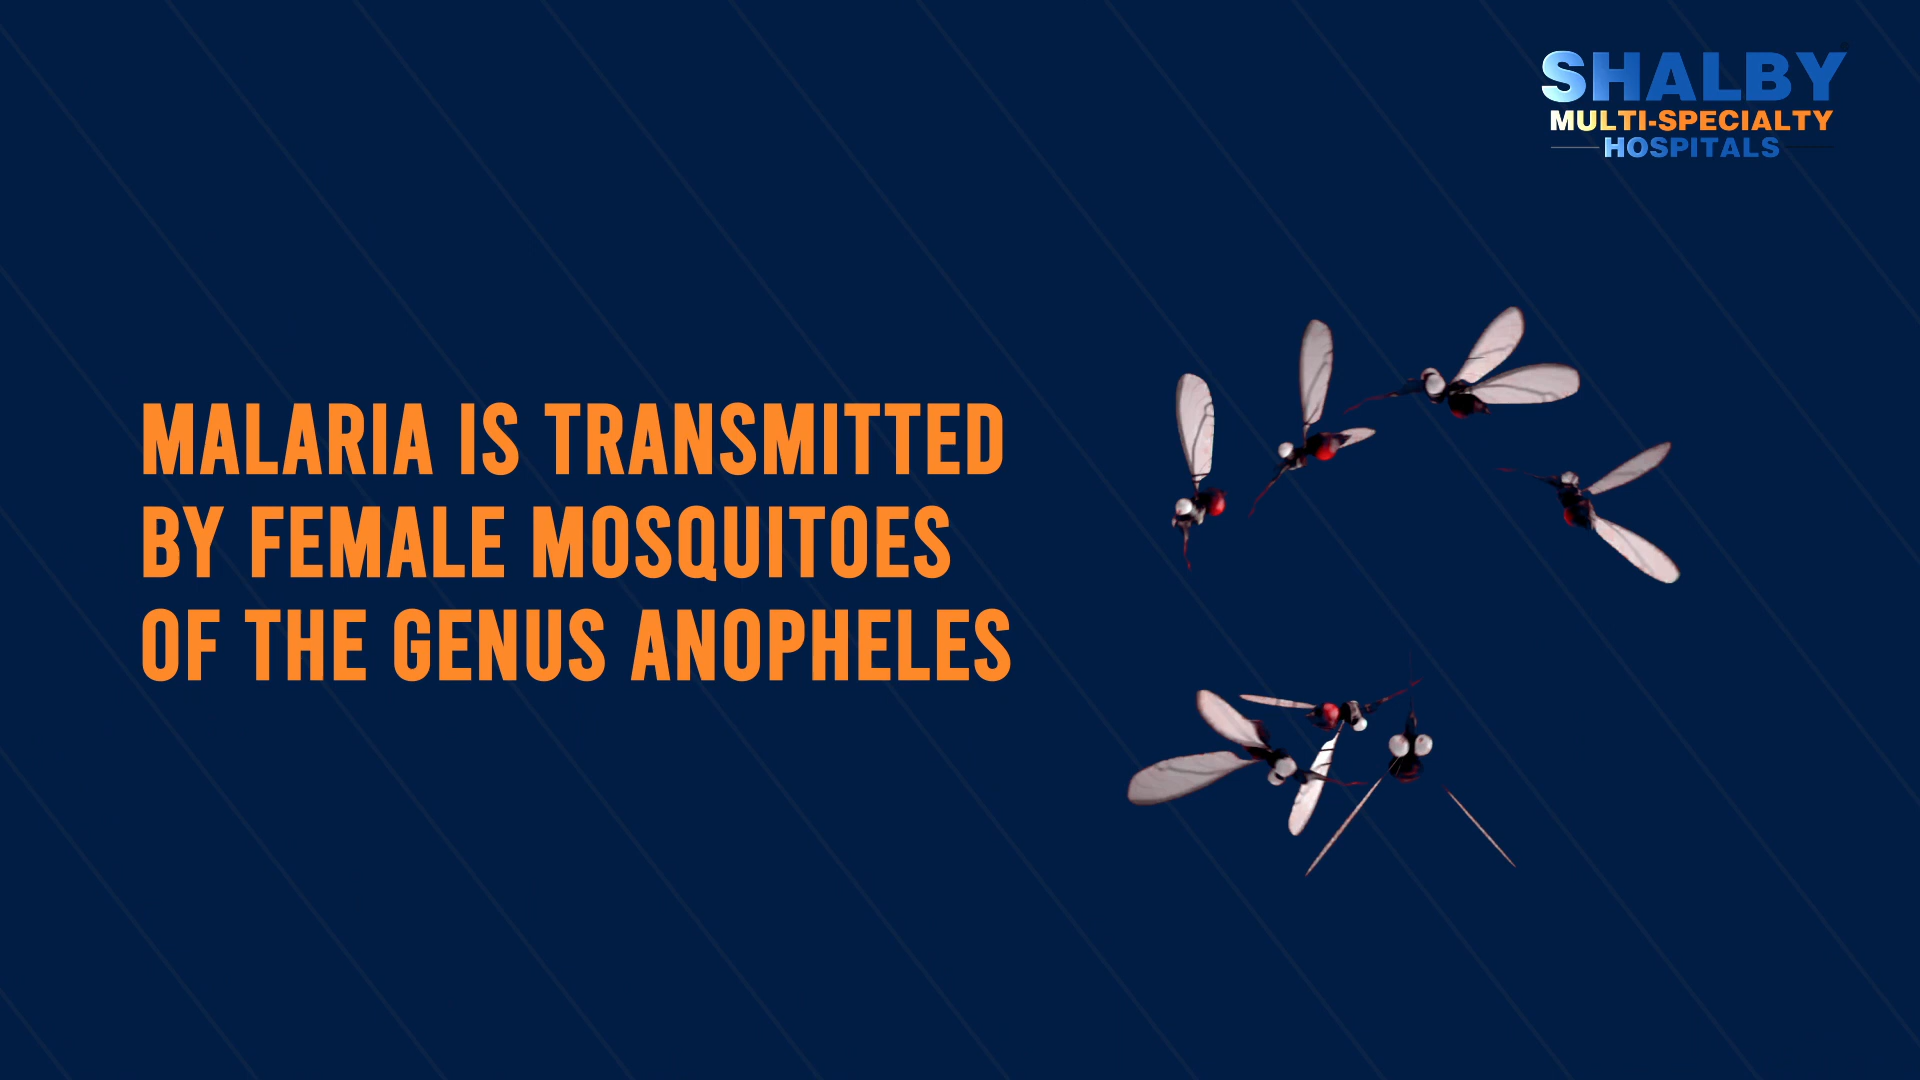 SHALBY
MULTI-SPECIALTY
HOSPITALS
MALARIA IS TRANSMITTED
BY FEMALE MOSQUITOES
OF THE GENUS ANOPHELES